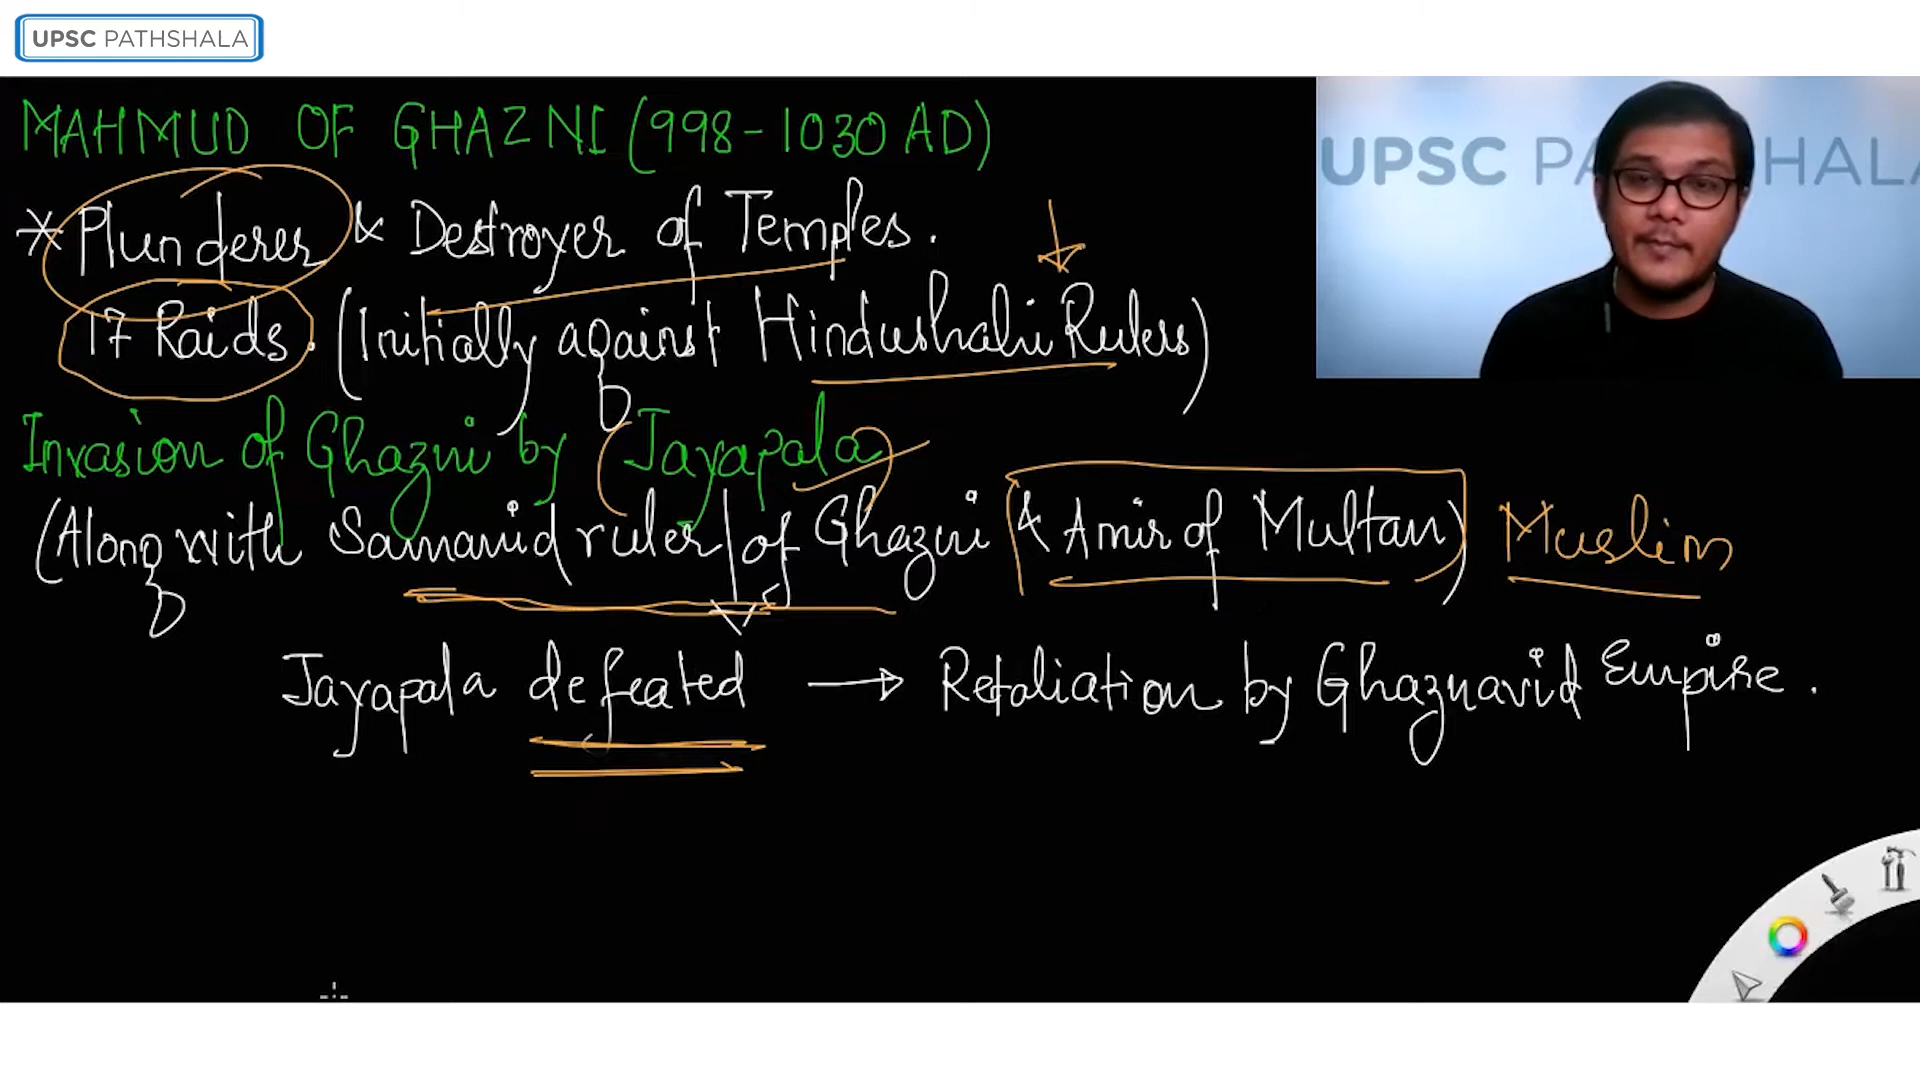 UPSC PATHSHALA
UPSC PA HALA
MAHMUD OF GHAZNI (998-1030 AD)
* Plunderer & Destroyer of Temples.
17 Raids. (Initially against Hindushahi Rulers)
Invasion of Ghazni by Jayapala
(Along with Samanid ruler of Ghazni & Amir of Multan) Muslim
Jayapala defeated → Retaliation by Ghaznavid Empire.